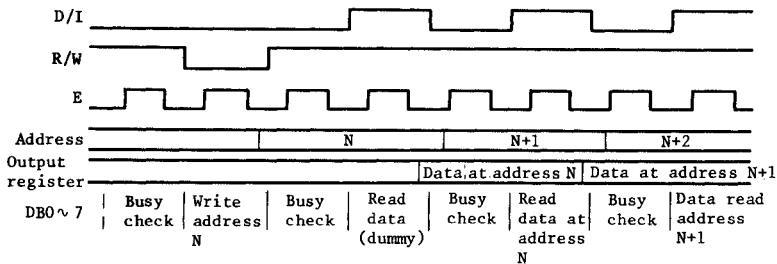 D/I
R/W
E
Address N N+1 N+2
Output
register Data at address N Data at address N+1
DB0~7 Busy Write Busy Read Busy Read Busy Data read
check address check data check data at check address
N (dummy) address N+1
N